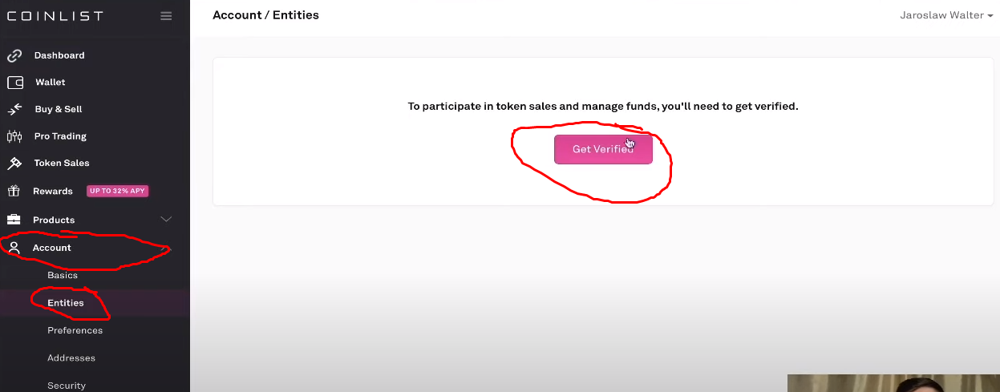 COINLIST
Account / Entities
Jaroslaw Walter
Dashboard
Wallet
Buy & Sell
Pro Trading
Token Sales
Rewards UP TO 32% APY
Products
Account
Basics
Entities
Preferences
Addresses
Security
To participate in token sales and manage funds, you'll need to get verified.
Get Verified